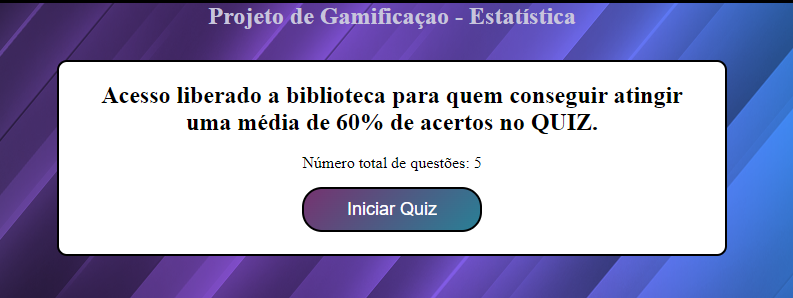 Projeto de Gamificaçao - Estatística
Acesso liberado a biblioteca para quem conseguir atingir
uma média de 60% de acertos no QUIZ.
Número total de questões: 5
Iniciar Quiz